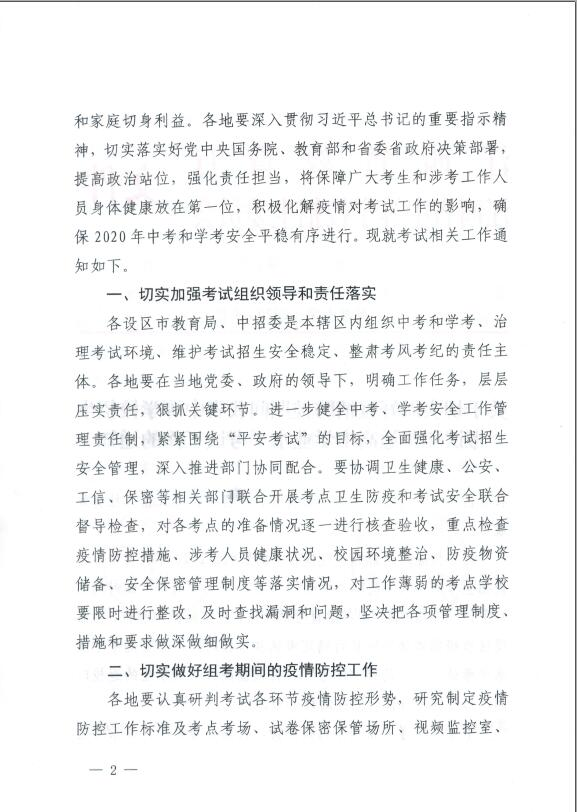 和家庭切身利益。各地要深入贯彻习近平总书记的重要指示精
神，切实落实好党中央国务院、教育部和省委省政府决策部署，
提高政治站位，强化责任担当，将保障广大考生和涉考工作人
员身体健康放在第一位，积极化解疫情对考试工作的影响，确
保 2020 年中考和学考安全平稳有序进行。现就考试相关工作通
知如下。
一、切实加强考试组织领导和责任落实
各设区市教育局、中招委是本辖区内组织中考和学考、治
理考试环境、维护考试招生安全稳定、整肃考风考纪的责任主
体。各地要在当地党委、政府的领导下，明确工作任务，层层
压实责任，狠抓关键环节。进一步健全中考、学考安全工作管
理责任制，紧紧围绕“平安考试”的目标，全面强化考试招生
安全管理，深入推进部门协同配合。要协调卫生健康、公安、
工信、保密等相关部门联合开展考点卫生防疫和考试安全联合
督导检查，对各考点的准备情况逐一进行核查验收，重点检查
疫情防控措施、涉考人员健康状况、校园环境整治、防疫物资
储备、安全保密管理制度等落实情况，对工作薄弱的考点学校
要限时进行整改，及时查找漏洞和问题，坚决把各项管理制度、
措施和要求做深做细做实。
二、切实做好组考期间的疫情防控工作
各地要认真研判考试各环节疫情防控形势，研究制定疫情
防控工作标准及考点考场、试卷保密保管场所、视频监控室、
— 2 —